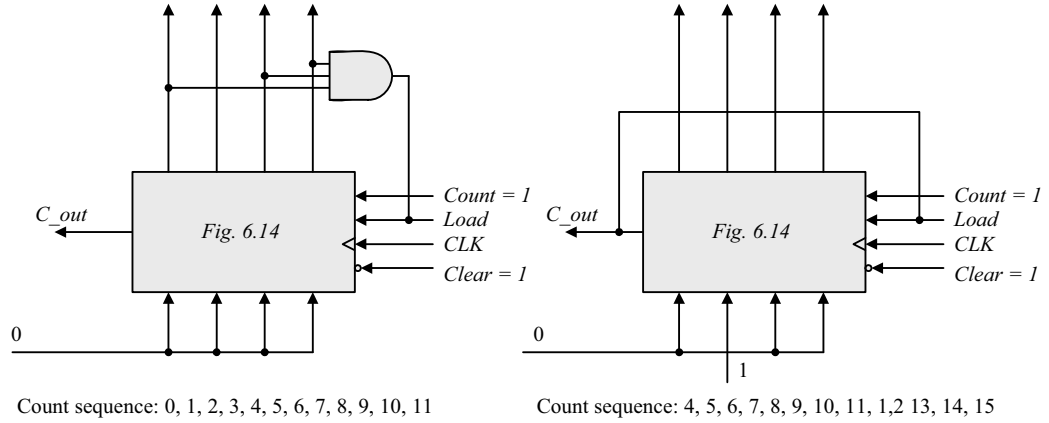 Count = 1
Load
CLK
Clear = 1
C_out
Fig. 6.14
0
Count sequence: 0, 1, 2, 3, 4, 5, 6, 7, 8, 9, 10, 11
Count = 1
Load
CLK
Clear = 1
C_out
Fig. 6.14
0
1
Count sequence: 4, 5, 6, 7, 8, 9, 10, 11, 1,2 13, 14, 15